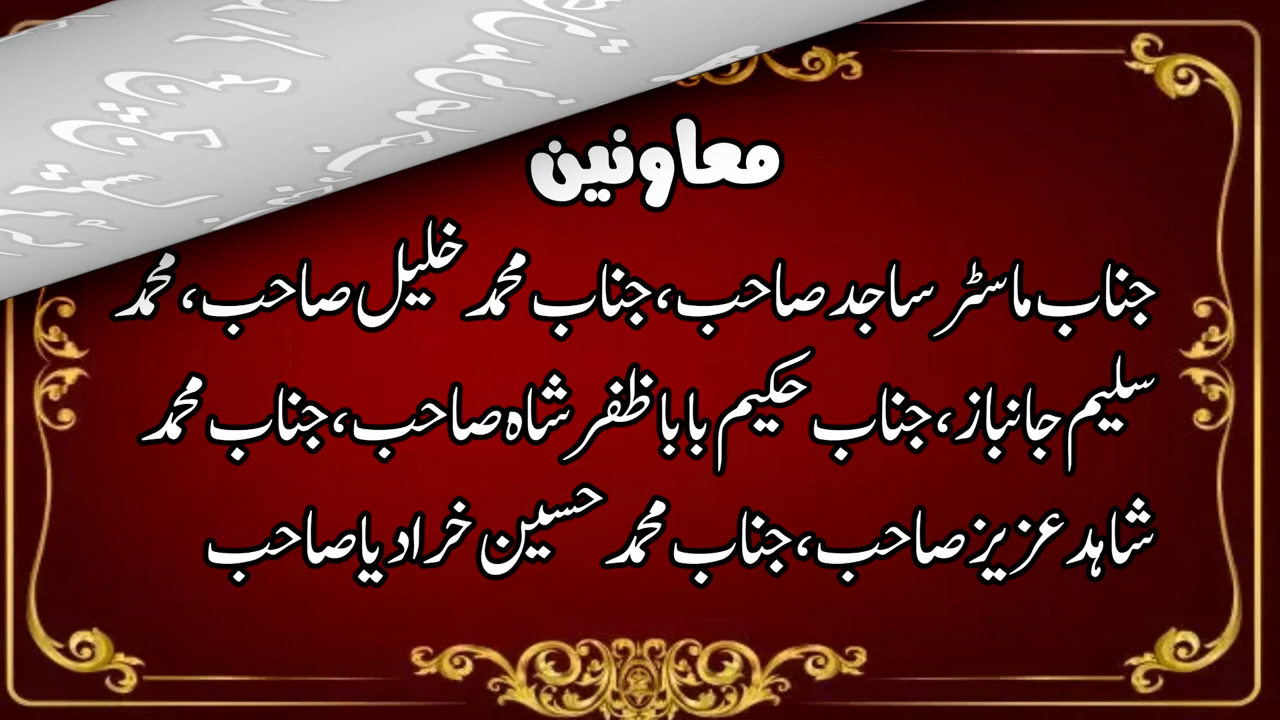 معاونین
جناب ماسٹر ساجد صاحب، جناب محمد خلیل صاحب، محمد
سلیم جانباز، جناب حکیم بابا ظفر شاہ صاحب، جناب محمد
شاہد عزیز صاحب، جناب محمد حسین خرادیا صاحب